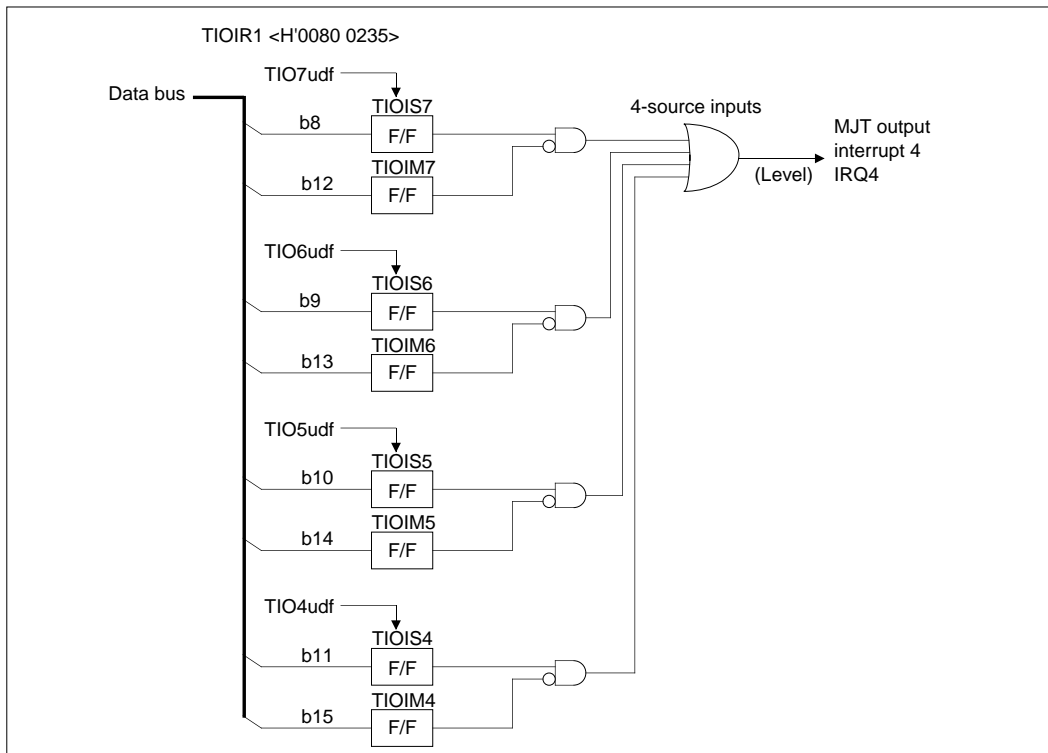 TIOIR1 <H'0080 0235>
TIO7udf
Data bus
TIOIS7
4-source inputs
b8
F/F
MJT output
interrupt 4
IRQ4
(Level)
TIOIM7
b12
F/F
TIO6udf
TIOIS6
b9
F/F
TIOIM6
b13
F/F
TIO5udf
TIOIS5
b10
F/F
TIOIM5
b14
F/F
TIO4udf
TIOIS4
b11
F/F
TIOIM4
b15
F/F